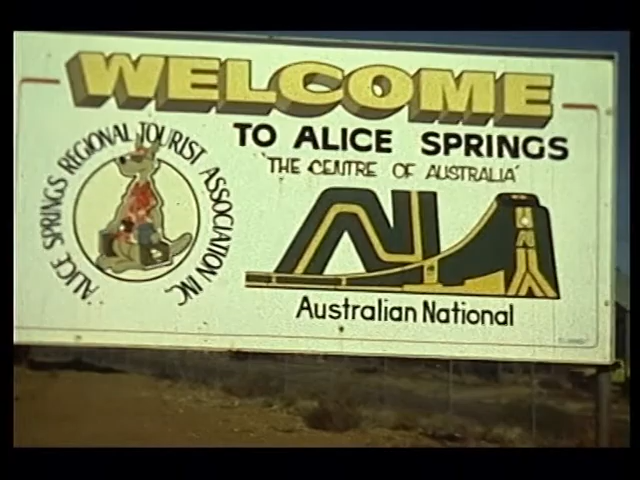 WELCOME
TO ALICE SPRINGS
'THE CENTRE OF AUSTRALIA'
ALICE SPRINGS REGIONAL TOURIST ASSOCIATION INC.
AN
Australian National